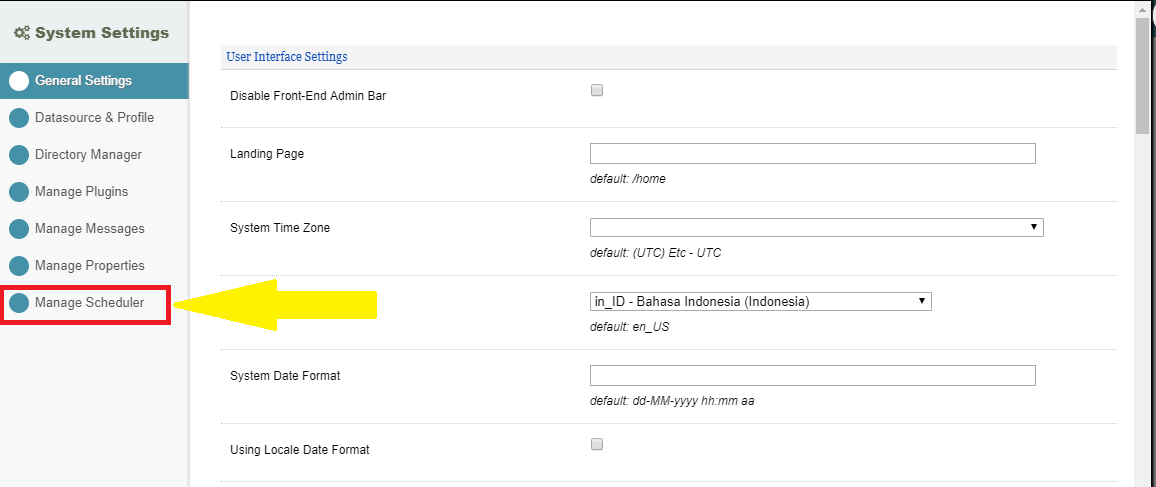 System Settings
General Settings
Datasource & Profile
Directory Manager
Manage Plugins
Manage Messages
Manage Properties
Manage Scheduler
User Interface Settings
Disable Front-End Admin Bar
Landing Page
default: /home
System Time Zone
default: (UTC) Etc - UTC
in_ID - Bahasa Indonesia (Indonesia)
default: en_US
System Date Format
default: dd-MM-yyyy hh:mm aa
Using Locale Date Format